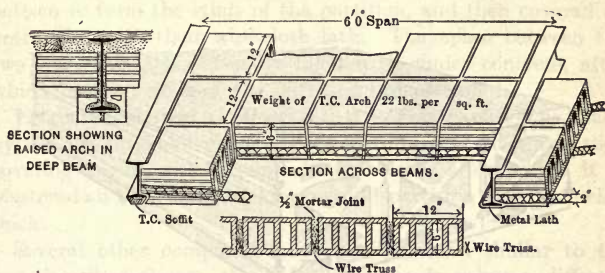 6'0 Span
2"
12"
Weight of T.C. Arch 22 lbs. per sq. ft.
6"
SECTION SHOWING
RAISED ARCH IN
DEEP BEAM
SECTION ACROSS BEAMS.
T.C. Soffit
½" Mortar Joint
12"
Metal Lath
2"
Wire Truss.
Wire Truss